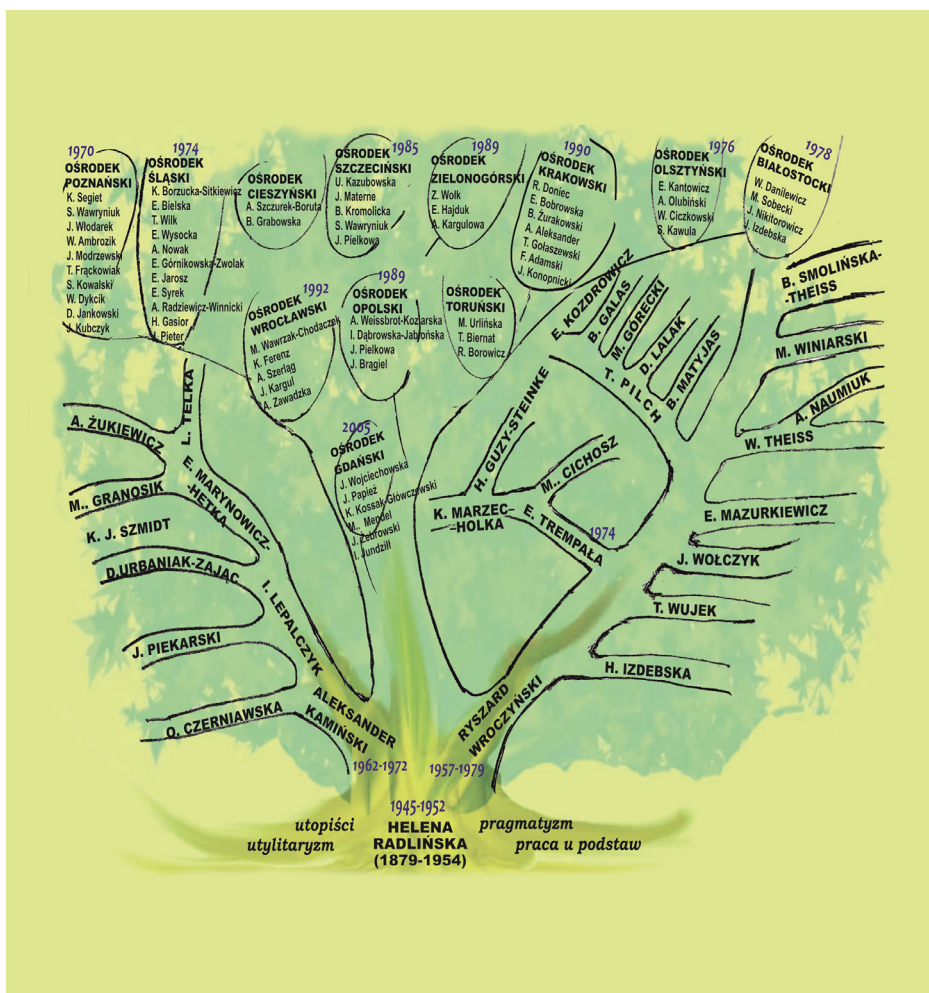 1970
OŚRODEK
POZNAŃSKI
K. Segiet
S. Wawryniuk
J. Włodarek
W. Ambrozik
J. Modrzewski
T. Frąckowiak
S. Kowalski
W. Dykcik
D. Jankowski
J. Kubczyk
1974
OŚRODEK
ŚLĄSKI
K. Borzucka-Sitkiewicz
E. Bielska
T. Wilk
E. Wysocka
A. Nowak
E. Górnikowska-Zwolak
E. Jarosz
E. Syrek
A. Radziewicz-Winnicki
H. Gasior
J. Pieter
OŚRODEK
CIESZYŃSKI
A. Szczurek-Boruta
B. Grabowska
1985
OŚRODEK
SZCZECIŃSKI
U. Kazubowska
J. Materne
B. Kromolicka
S. Wawryniuk
J. Pielkowa
1989
OŚRODEK
ZIELONOGÓRSKI
Z. Wołk
E. Hajduk
A. Kargulowa
1990
OŚRODEK
KRAKOWSKI
R. Doniec
E. Bobrowska
B. Żurakowski
A. Aleksander
T. Gołaszewski
F. Adamski
J. Konopnicki
1976
OŚRODEK
OLSZTYŃSKI
E. Kantowicz
A. Olubiński
W. Ciczkowski
S. Kawula
1978
OŚRODEK
BIAŁOSTOCKI
W. Danilewicz
M. Sobecki
J. Nikitorowicz
J. Izdebska
1992
OŚRODEK
WROCŁAWSKI
M. Wawrzak-Chodaczek
K. Ferenz
A. Szerląg
J. Kargul
A. Zawadzka
1989
OŚRODEK
OPOLSKI
A. Weissbrot-Koziarska
I. Dąbrowska-Jabłońska
J. Pielkowa
J. Bragiel
OŚRODEK
TORUŃSKI
M. Urlińska
T. Biernat
R. Borowicz
2005
OŚRODEK
GDAŃSKI
J. Wojciechowska
J. Papież
K. Kossak-Główczewski
M.. Mendel
J. Żebrowski
I. Jundziłł
L. TELKA
A. ŻUKIEWICZ
E. MARYNOWICZ-
-HETKA
M.. GRANOSIK
K. J. SZMIDT
D.URBANIAK-ZAJĄC
I. LEPALCZYK
J. PIEKARSKI
O. CZERNIAWSKA
ALEKSANDER
KAMIŃSKI
1962-1972
E. KOZDROWICZ
B. GALAS
M. GÓRECKI
D. LALAK
B. MATYJAS
T. PILCH
H. GUZY-STEINKE
M.. CICHOSZ
K. MARZEC–
–HOLKA
E. TREMPAŁA
1974
B. SMOLIŃSKA-
-THEISS
M. WINIARSKI
A. NAUMIUK
W. THEISS
E. MAZURKIEWICZ
J. WOŁCZYK
T. WUJEK
H. IZDEBSKA
RYSZARD
WROCZYŃSKI
1957-1979
1945-1952
HELENA
RADLIŃSKA
(1879-1954)
utopiści
utylitaryzm
pragmatyzm
praca u podstaw